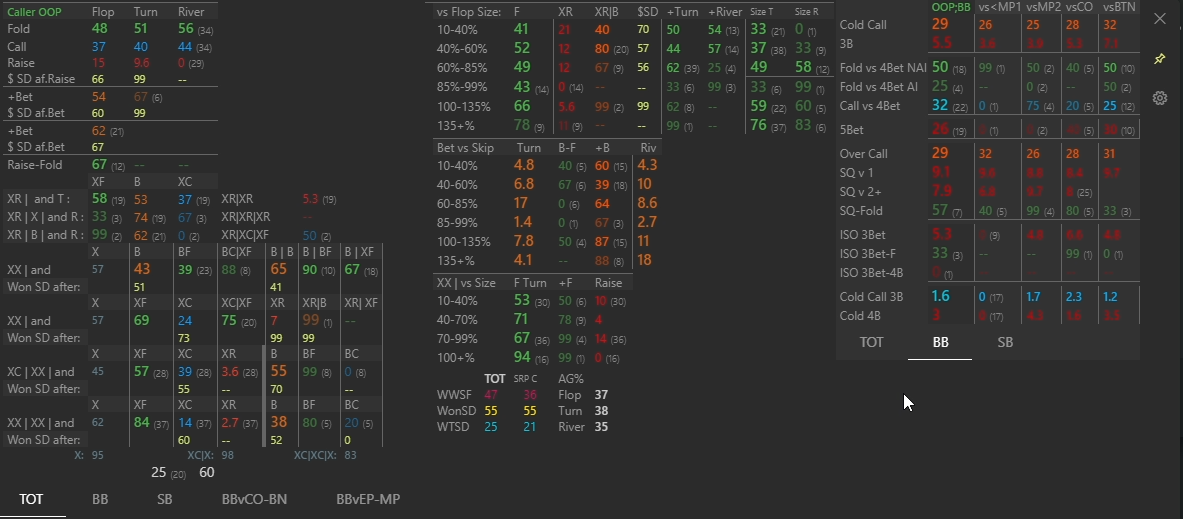 Caller OOP Flop Turn River
Fold 48 51 56 (34)
Call 37 40 44 (34)
Raise 15 9.6 0 (29)
$ SD af.Raise 66 99 --
+Bet 54 67 (6)
$ SD af.Bet 60 99 --
+Bet 62 (21)
$ SD af.Bet 67
Raise-Fold 67 (12) -- --
XF B XC
XR | and T : 58 (19) 53 37 (19) XR|XR 5.3 (19)
XR | X | and R : 33 (3) 74 (19) 67 (3) XR|XR|XR --
XR | B | and R : 99 (2) 62 (21) 0 (2) XR|XC|XF 50 (2)
X B BF BC|XF B | B B | BF B | XF
XX | and 57 43 39 (23) 88 (8) 65 90 (10) 67 (18)
Won SD after: 51 41
X XF XC XC|XF XR XR|B XR| XF
XX | and 57 69 24 75 (20) 7 99 (1) --
Won SD after: 73 99 99
X XF XC XR B BF BC
XC | XX | and 45 57 (28) 39 (28) 3.6 (28) 55 99 (8) 0 (8)
Won SD after: 55 -- 70 --
X XF XC XR B BF BC
XX | XX | and 62 84 (37) 14 (37) 2.7 (37) 38 80 (5) 20 (5)
Won SD after: 60 -- 52 0
X: 95 XC|X: 98 XC|XC|X: 83
25 (20) 60
TOT BB SB BBvCO-BN BBvEP-MP
vs Flop Size: F XR XR|B $SD +Turn +River Size T Size R
10-40% 41 21 40 70 50 54 (13) 33 (21) 0 (1)
40%-60% 52 12 80 (20) 57 44 57 (14) 37 (38) 33 (9)
60%-85% 49 12 67 (9) 56 62 (39) 25 (4) 49 58 (12)
85%-99% 43 (14) 0 (14) -- -- 33 (6) 99 (3) 33 (6) 99 (1)
100-135% 66 5.6 99 (2) 99 62 (8) -- 59 (22) 60 (5)
135+% 78 (9) 11 (9) -- -- 99 (1) -- 76 (37) 83 (6)
Bet vs Skip Turn B-F +B Riv
10-40% 4.8 40 (5) 60 (15) 4.3
40-60% 6.8 67 (6) 39 (18) 10
60-85% 17 0 (6) 64 8.6
85-99% 1.4 0 (1) 67 (3) 2.7
100-135% 7.8 50 (4) 87 (15) 11
135+% 4.1 -- 88 (8) 18
XX | vs Size F Turn +F Raise
10-40% 53 (30) 50 (6) 10 (30)
40-70% 71 78 (9) 4
70-99% 67 (36) 99 (4) 14 (36)
100+% 94 (16) 99 (1) 0 (16)
TOT SRP C AG%
WWSF 47 36 Flop 37
WonSD 55 55 Turn 38
WTSD 25 21 River 35
OOP;BB vs<MP1 vsMP2 vsCO vsBTN
Cold Call 29 26 25 28 32
3B 5.5 7.1
Fold vs 4Bet NAI 50 (18) 99 (1) 50 (2) 40 (5) 50 (10)
Fold vs 4Bet AI 25 (4) -- 0 (2) -- 50 (2)
Call vs 4Bet 32 (22) 0 (1) 75 (4) 20 (5) 25 (12)
5Bet 26 (19) (1) (2) (5) 30 (10)
Over Call 29 32 26 28 31
SQ v 1 9.1 9.7
SQ v 2+ 7.9 8 (25)
SQ-Fold 57 (7) 40 (5) 99 (4) 80 (5) 33 (3)
ISO 3Bet 5.3 (9) 4.8 6.6 4.8
ISO 3Bet-F 33 (3) -- -- 99 (1) 0 (1)
ISO 3Bet-4B 0 (1) -- -- -- --
Cold Call 3B 1.6 0 (17) 1.7 2.3 1.2
Cold 4B 3 (17) 4.3 1.6 3.5
TOT BB SB